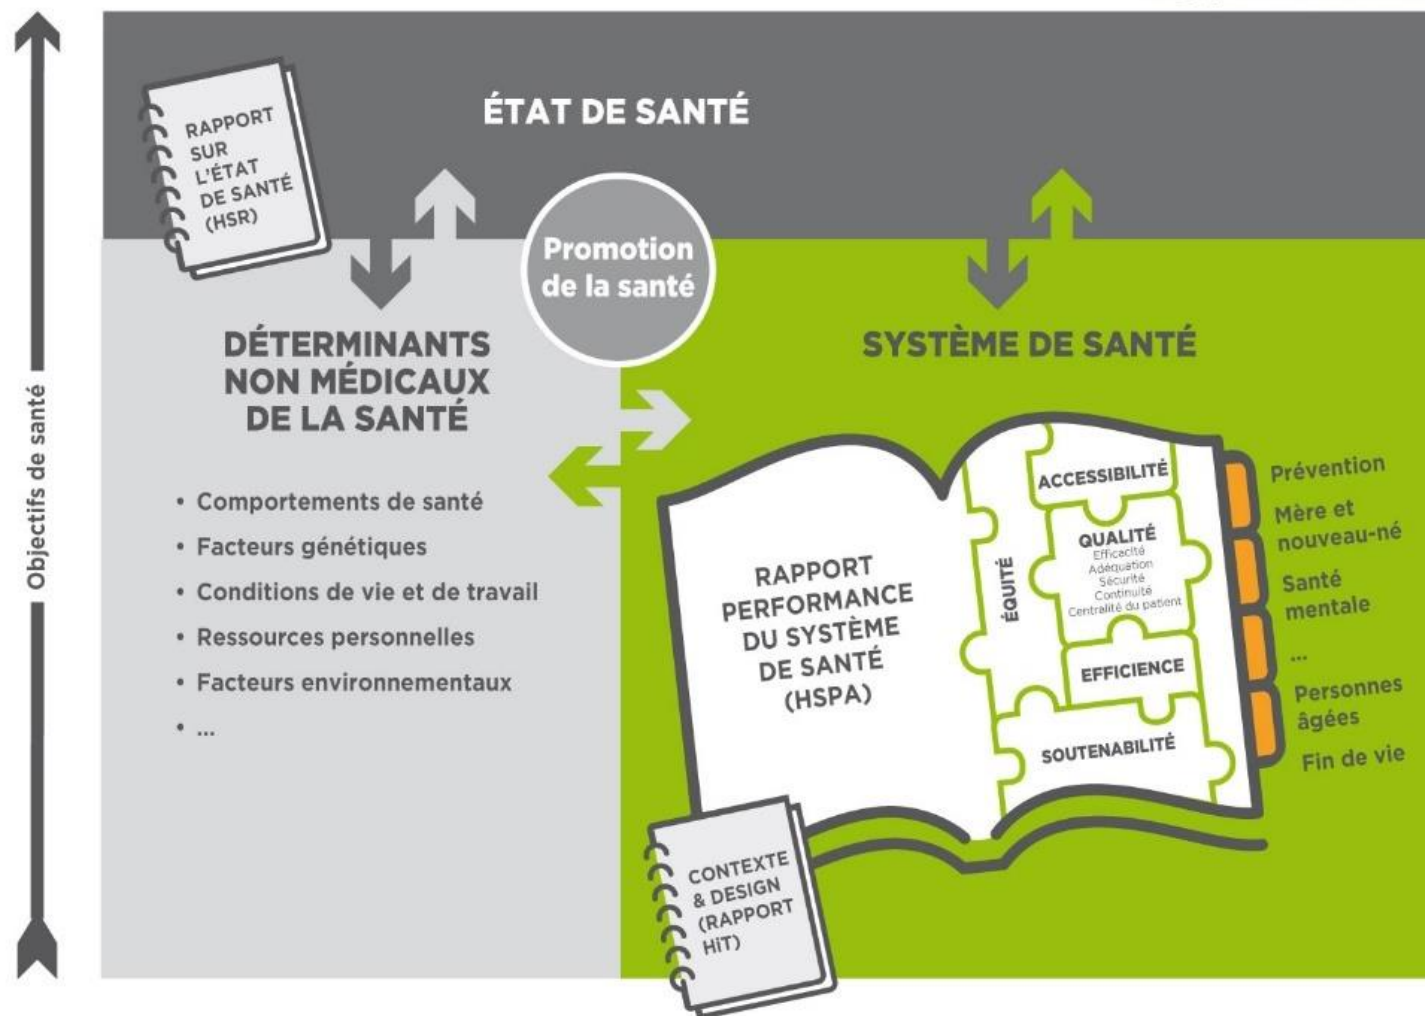 RAPPORT
SUR
L'ÉTAT
DE SANTÉ
(HSR)
ÉTAT DE SANTÉ
Promotion
de la santé
Objectifs de santé
DÉTERMINANTS
NON MÉDICAUX
DE LA SANTÉ
• Comportements de santé
• Facteurs génétiques
• Conditions de vie et de travail
• Ressources personnelles
• Facteurs environnementaux
• ...
SYSTÈME DE SANTÉ
RAPPORT
PERFORMANCE
DU SYSTÈME
DE SANTÉ
(HSPA)
ÉQUITÉ
ACCESSIBILITÉ
QUALITÉ
Efficacité
Adéquation
Sécurité
Continuité
Centralité du patient
EFFICIENCE
SOUTENABILITÉ
Prévention
Mère et
nouveau-né
Santé
mentale
...
Personnes
âgées
Fin de vie
CONTEXTE
& DESIGN
(RAPPORT
HiT)